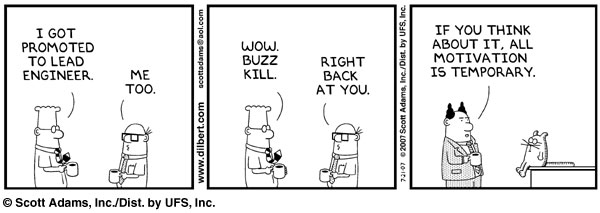 I GOT
PROMOTED
TO LEAD
ENGINEER.
ME
TOO.
www.dilbert.com scottadams@aol.com
WOW.
BUZZ
KILL.
RIGHT
BACK
AT YOU.
7-21-07 ©2007 Scott Adams, Inc./Dist. by UFS, Inc.
IF YOU THINK
ABOUT IT, ALL
MOTIVATION
IS TEMPORARY.
© Scott Adams, Inc./Dist. by UFS, Inc.